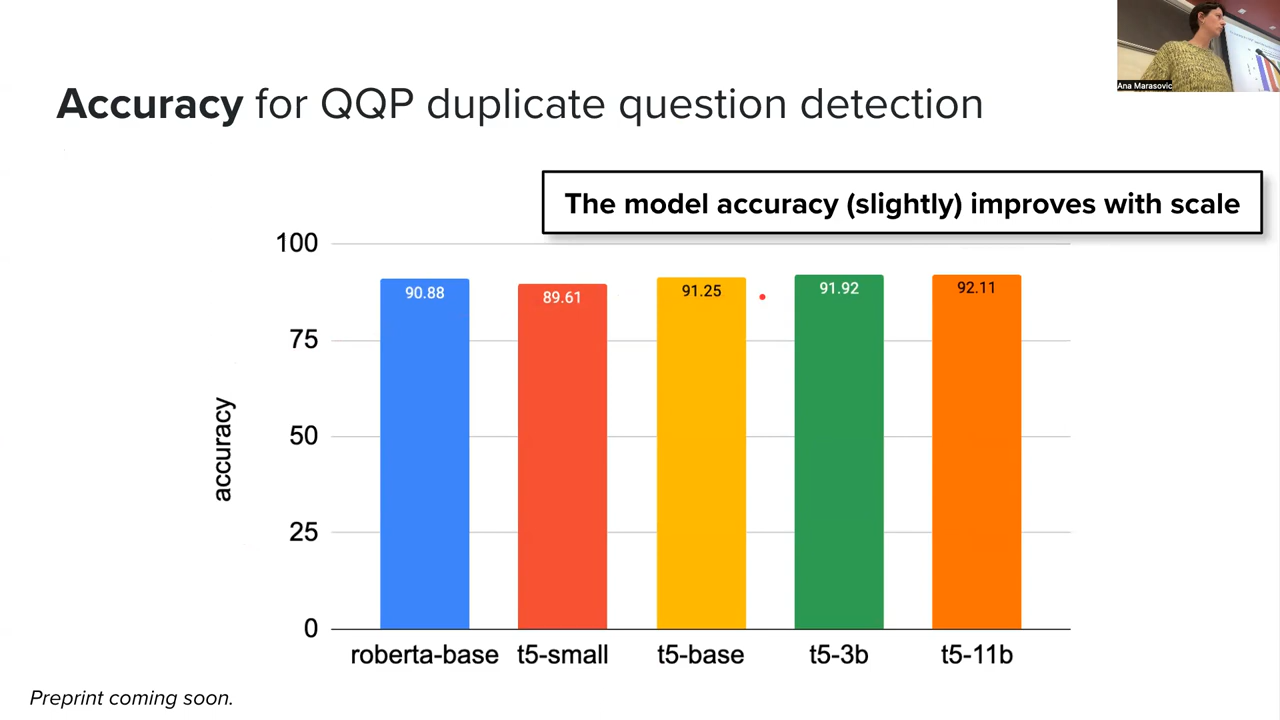 Ana Marasovic
Accuracy for QQP duplicate question detection
The model accuracy (slightly) improves with scale
100
75
50
25
0
accuracy
90.88
89.61
91.25
91.92
92.11
roberta-base
t5-small
t5-base
t5-3b
t5-11b
Preprint coming soon.